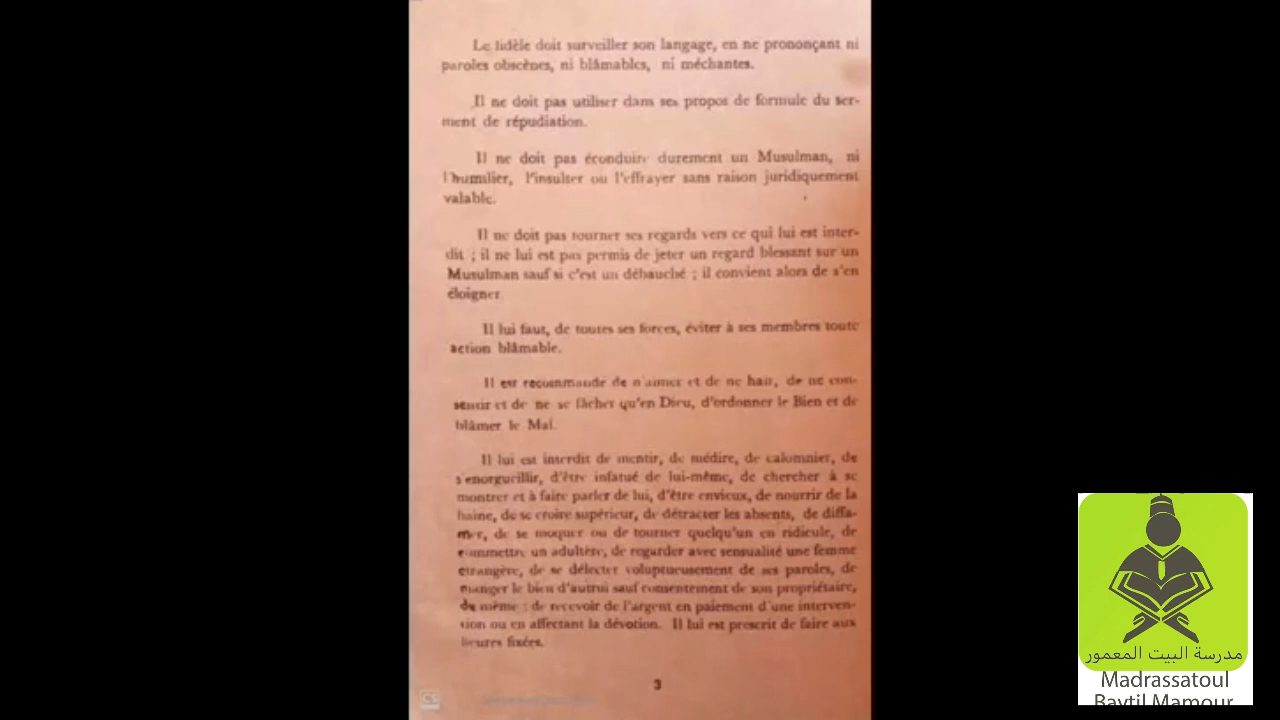 Le fidèle doit surveiller son langage, en ne prononçant ni
paroles obscènes, ni blâmables, ni méchantes.
Il ne doit pas utiliser dans ses propos de formule du ser-
ment de répudiation.
Il ne doit pas éconduire durement un Musulman, ni
l'humilier, l'insulter ou l'effrayer sans raison juridiquement
valable.
Il ne doit pas tourner ses regards vers ce qui lui est inter-
dit ; il ne lui est pas permis de jeter un regard blessant sur un
Musulman sauf si c'est un débauché ; il convient alors de s'en
éloigner
Il lui faut, de toutes ses forces, éviter à ses membres toute
action blâmable.
Il est recommandé de n'aimer et de ne hair, de ne con-
sentir et de ne se fâcher qu'en Dieu, d'ordonner le Bien et de
blâmer le Mal.
Il lui est interdit de mentir, de médire, de calomnier, de
s'enorgueillir, d'être infatué de lui-même, de chercher à se
montrer et à faire parler de lui, d'être envieux, de nourrir de la
haine, de se croire supérieur, de détracter les absents, de diffa-
mer, de se moquer ou de tourner quelqu'un en ridicule, de
commettre un adultère, de regarder avec sensualité une femme
étrangère, de se délecter voluptueusement de ses paroles, de
manger le bien d'autrui sauf consentement de son propriétaire,
de même : de recevoir de l'argent en paiement d'une interven-
tion ou en affectant la dévotion. Il lui est prescrit de faire aux
heures fixées.
3
CS
مدرسة البيت المعمور
Madrassatoul
Baytil Mamour